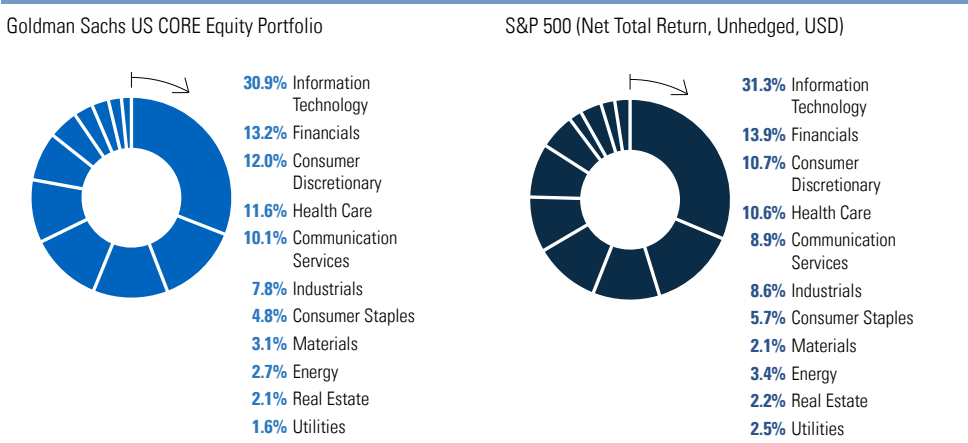 Goldman Sachs US CORE Equity Portfolio
30.9% Information
Technology
13.2% Financials
12.0% Consumer
Discretionary
11.6% Health Care
10.1% Communication
Services
7.8% Industrials
4.8% Consumer Staples
3.1% Materials
2.7% Energy
2.1% Real Estate
1.6% Utilities
S&P 500 (Net Total Return, Unhedged, USD)
31.3% Information
Technology
13.9% Financials
10.7% Consumer
Discretionary
10.6% Health Care
8.9% Communication
Services
8.6% Industrials
5.7% Consumer Staples
2.1% Materials
3.4% Energy
2.2% Real Estate
2.5% Utilities